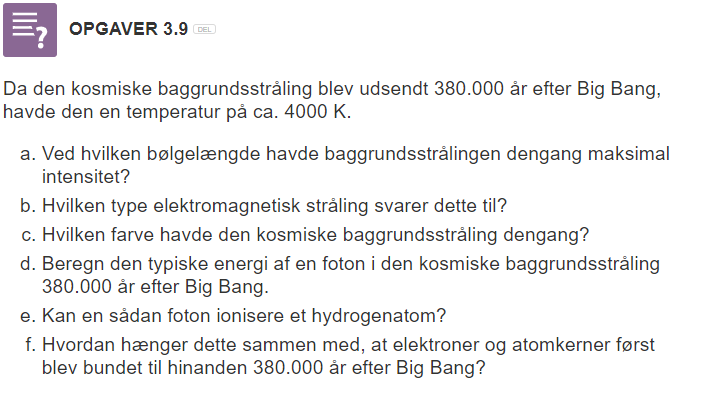 OPGAVER 3.9 DEL
Da den kosmiske baggrundsstråling blev udsendt 380.000 år efter Big Bang,
havde den en temperatur på ca. 4000 K.
a. Ved hvilken bølgelængde havde baggrundsstrålingen dengang maksimal
intensitet?
b. Hvilken type elektromagnetisk stråling svarer dette til?
c. Hvilken farve havde den kosmiske baggrundsstråling dengang?
d. Beregn den typiske energi af en foton i den kosmiske baggrundsstråling
380.000 år efter Big Bang.
e. Kan en sådan foton ionisere et hydrogenatom?
f. Hvordan hænger dette sammen med, at elektroner og atomkerner først
blev bundet til hinanden 380.000 år efter Big Bang?